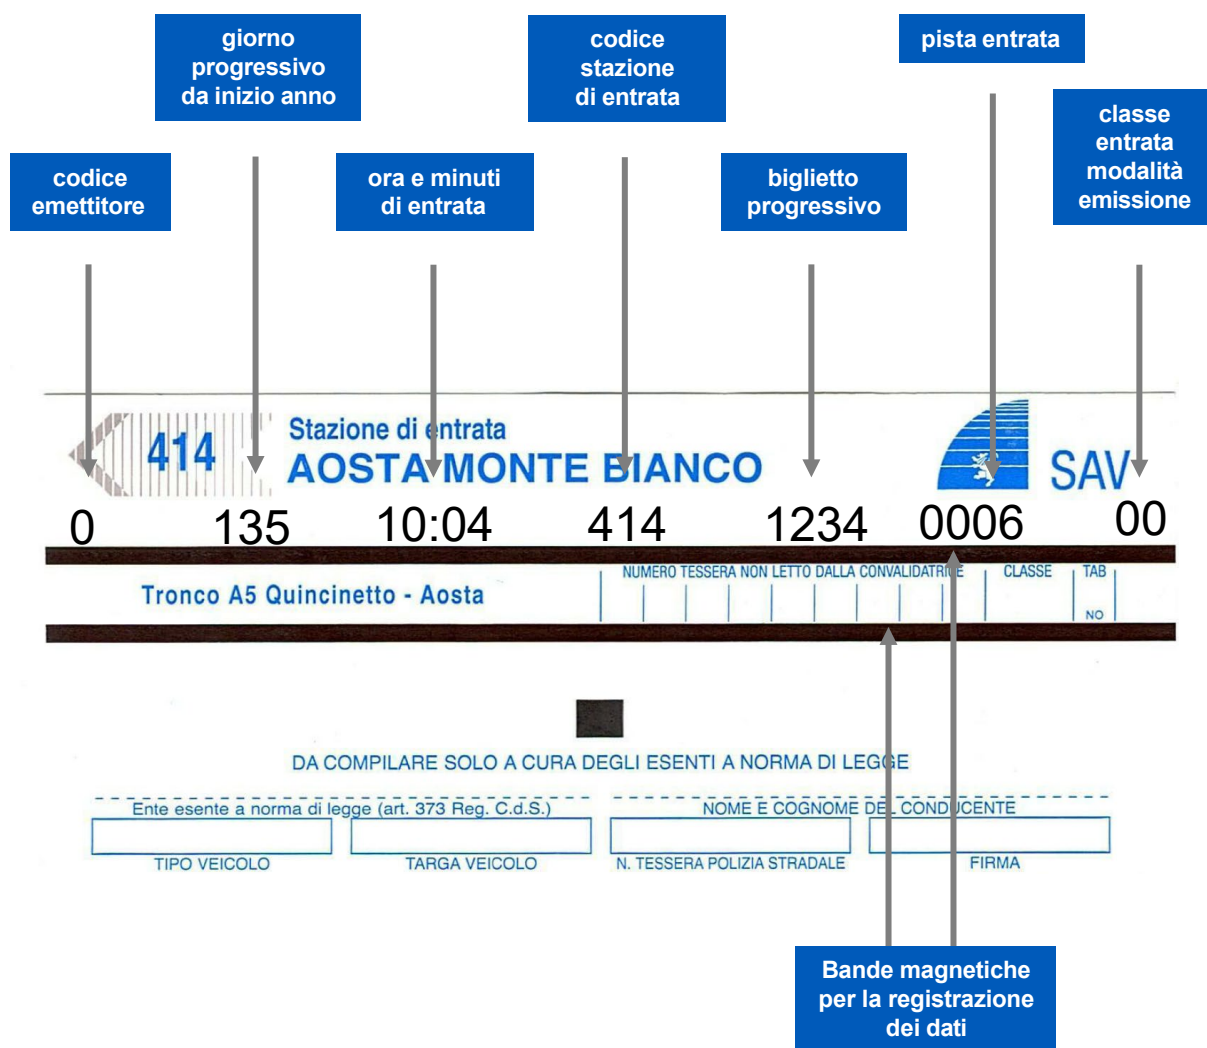 giorno
progressivo
da inizio anno
codice
stazione
di entrata
pista entrata
classe
entrata
modalità
emissione
codice
emettitore
ora e minuti
di entrata
biglietto
progressivo
414
Stazione di entrata
AOSTA MONTE BIANCO
SAV
0 135 10:04 414 1234 0006 00
Tronco A5 Quincinetto - Aosta
NUMERO TESSERA NON LETTO DALLA CONVALIDATRICE
CLASSE
TAB
NO
DA COMPILARE SOLO A CURA DEGLI ESENTI A NORMA DI LEGGE
Ente esente a norma di legge (art. 373 Reg. C.d.S.)
NOME E COGNOME DEL CONDUCENTE
TIPO VEICOLO
TARGA VEICOLO
N. TESSERA POLIZIA STRADALE
FIRMA
Bande magnetiche
per la registrazione
dei dati